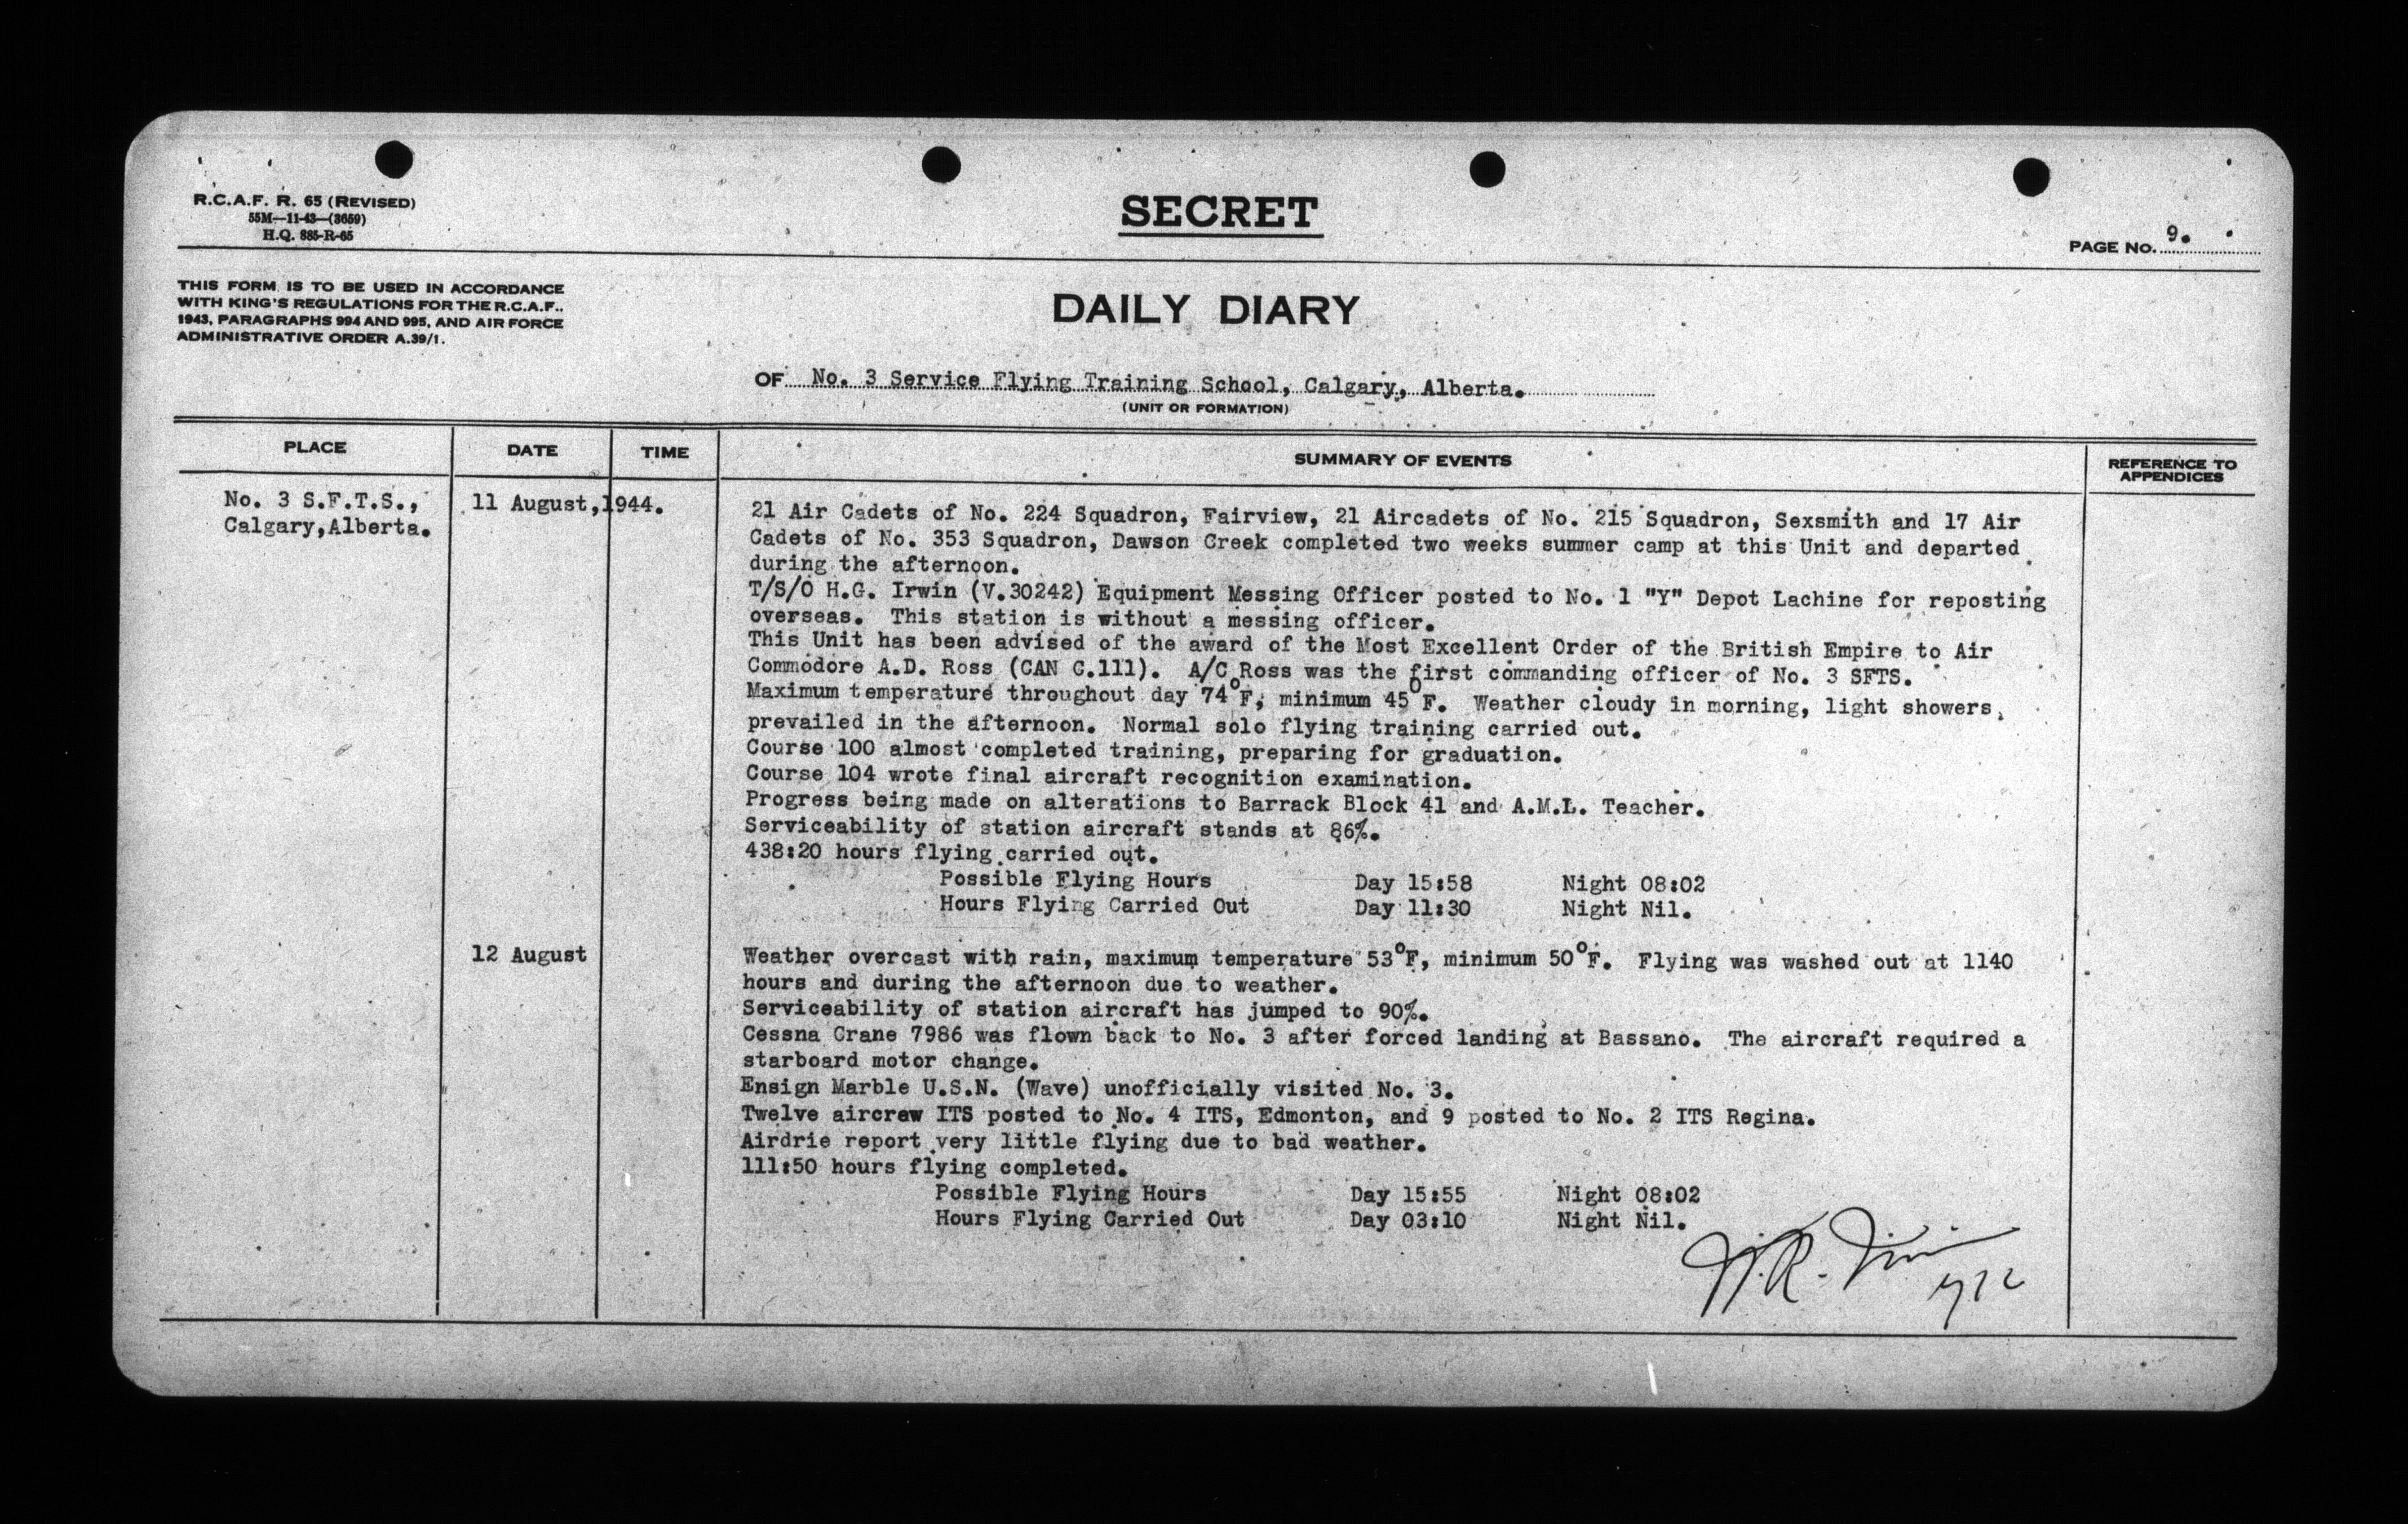 R.C.A.F. R. 65 (REVISED)
55M—11-43—(3659)
H.Q. 885-R-65
SECRET
PAGE No. 9.
THIS FORM IS TO BE USED IN ACCORDANCE
WITH KING'S REGULATIONS FOR THE R.C.A.F.,
1943, PARAGRAPHS 994 AND 995, AND AIR FORCE
ADMINISTRATIVE ORDER A.39/1.
DAILY DIARY
OF No. 3 Service Flying Training School, Calgary, Alberta.
(UNIT OR FORMATION)
PLACE DATE TIME SUMMARY OF EVENTS REFERENCE TO APPENDICES
No. 3 S.F.T.S.,
Calgary,Alberta.
11 August,1944.
21 Air Cadets of No. 224 Squadron, Fairview, 21 Aircadets of No. 215 Squadron, Sexsmith and 17 Air
Cadets of No. 353 Squadron, Dawson Creek completed two weeks summer camp at this Unit and departed
during the afternoon.
T/S/O H.G. Irwin (V.30242) Equipment Messing Officer posted to No. 1 "Y" Depot Lachine for reposting
overseas. This station is without a messing officer.
This Unit has been advised of the award of the Most Excellent Order of the British Empire to Air
Commodore A.D. Ross (CAN C.111). A/C Ross was the first commanding officer of No. 3 SFTS.
Maximum temperature throughout day 74°F, minimum 45°F. Weather cloudy in morning, light showers,
prevailed in the afternoon. Normal solo flying training carried out.
Course 100 almost completed training, preparing for graduation.
Course 104 wrote final aircraft recognition examination.
Progress being made on alterations to Barrack Block 41 and A.M.L. Teacher.
Serviceability of station aircraft stands at 86%.
438:20 hours flying carried out.
Possible Flying Hours Day 15:58 Night 08:02
Hours Flying Carried Out Day 11:30 Night Nil.
12 August
Weather overcast with rain, maximum temperature 53°F, minimum 50°F. Flying was washed out at 1140
hours and during the afternoon due to weather.
Serviceability of station aircraft has jumped to 90%.
Cessna Crane 7986 was flown back to No. 3 after forced landing at Bassano. The aircraft required a
starboard motor change.
Ensign Marble U.S.N. (Wave) unofficially visited No. 3.
Twelve aircrew ITS posted to No. 4 ITS, Edmonton, and 9 posted to No. 2 ITS Regina.
Airdrie report very little flying due to bad weather.
111:50 hours flying completed.
Possible Flying Hours Day 15:55 Night 08:02
Hours Flying Carried Out Day 03:10 Night Nil.